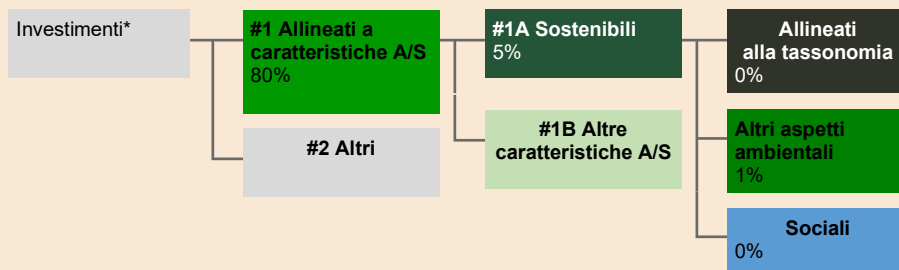 Investimenti*
#1 Allineati a
caratteristiche A/S
80%
#2 Altri
#1A Sostenibili
5%
#1B Altre
caratteristiche A/S
Allineati
alla tassonomia
0%
Altri aspetti
ambientali
1%
Sociali
0%